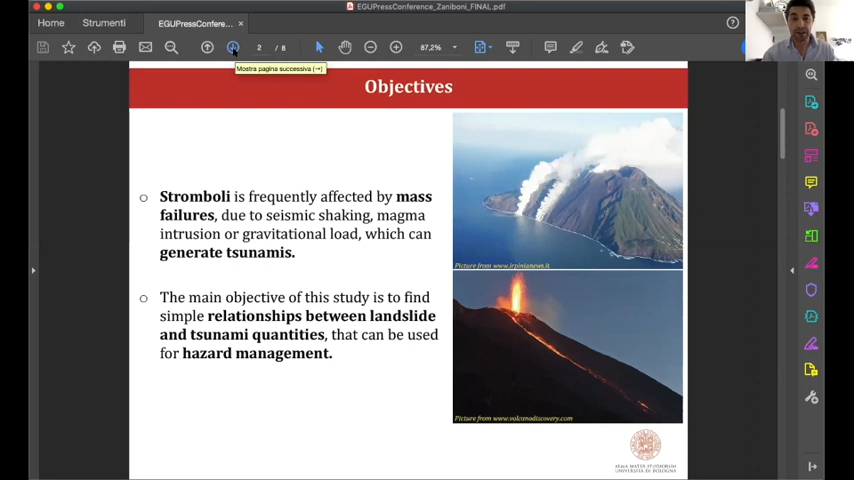 EGUPressConference_Zaniboni_FINAL.pdf
Home
Strumenti
EGUPressConfere...
2 / 8
87,2%
Mostra pagina successiva (→)
Objectives
Stromboli is frequently affected by mass
failures, due to seismic shaking, magma
intrusion or gravitational load, which can
generate tsunamis.
The main objective of this study is to find
simple relationships between landslide
and tsunami quantities, that can be used
for hazard management.
Picture from www.irpinianews.it
Picture from www.volcanodiscovery.com
ALMA MATER STUDIORUM
UNIVERSITÀ DI BOLOGNA